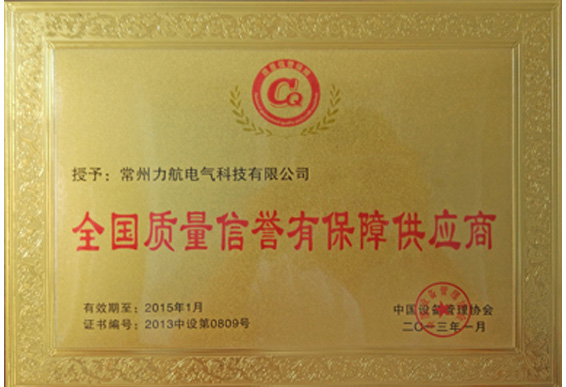 CQ
授予：常州力航电气科技有限公司
全国质量信誉有保障供应商
有效期至：2015年1月
证书编号：2013中设第0809号
中国设备管理协会
二〇一三年一月